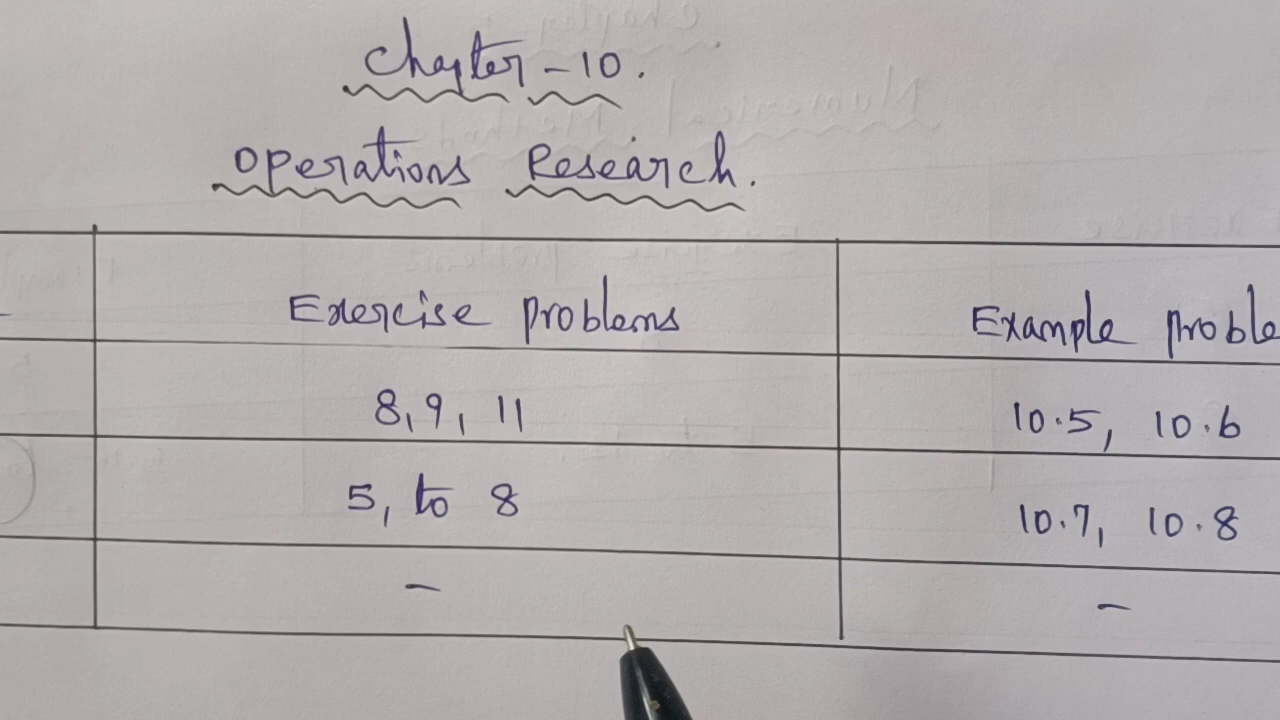 Chapter - 10.
Operations Research.
Exercise problems Example proble
8, 9, 11 10.5, 10.6
5, to 8 10.7, 10.8
- -